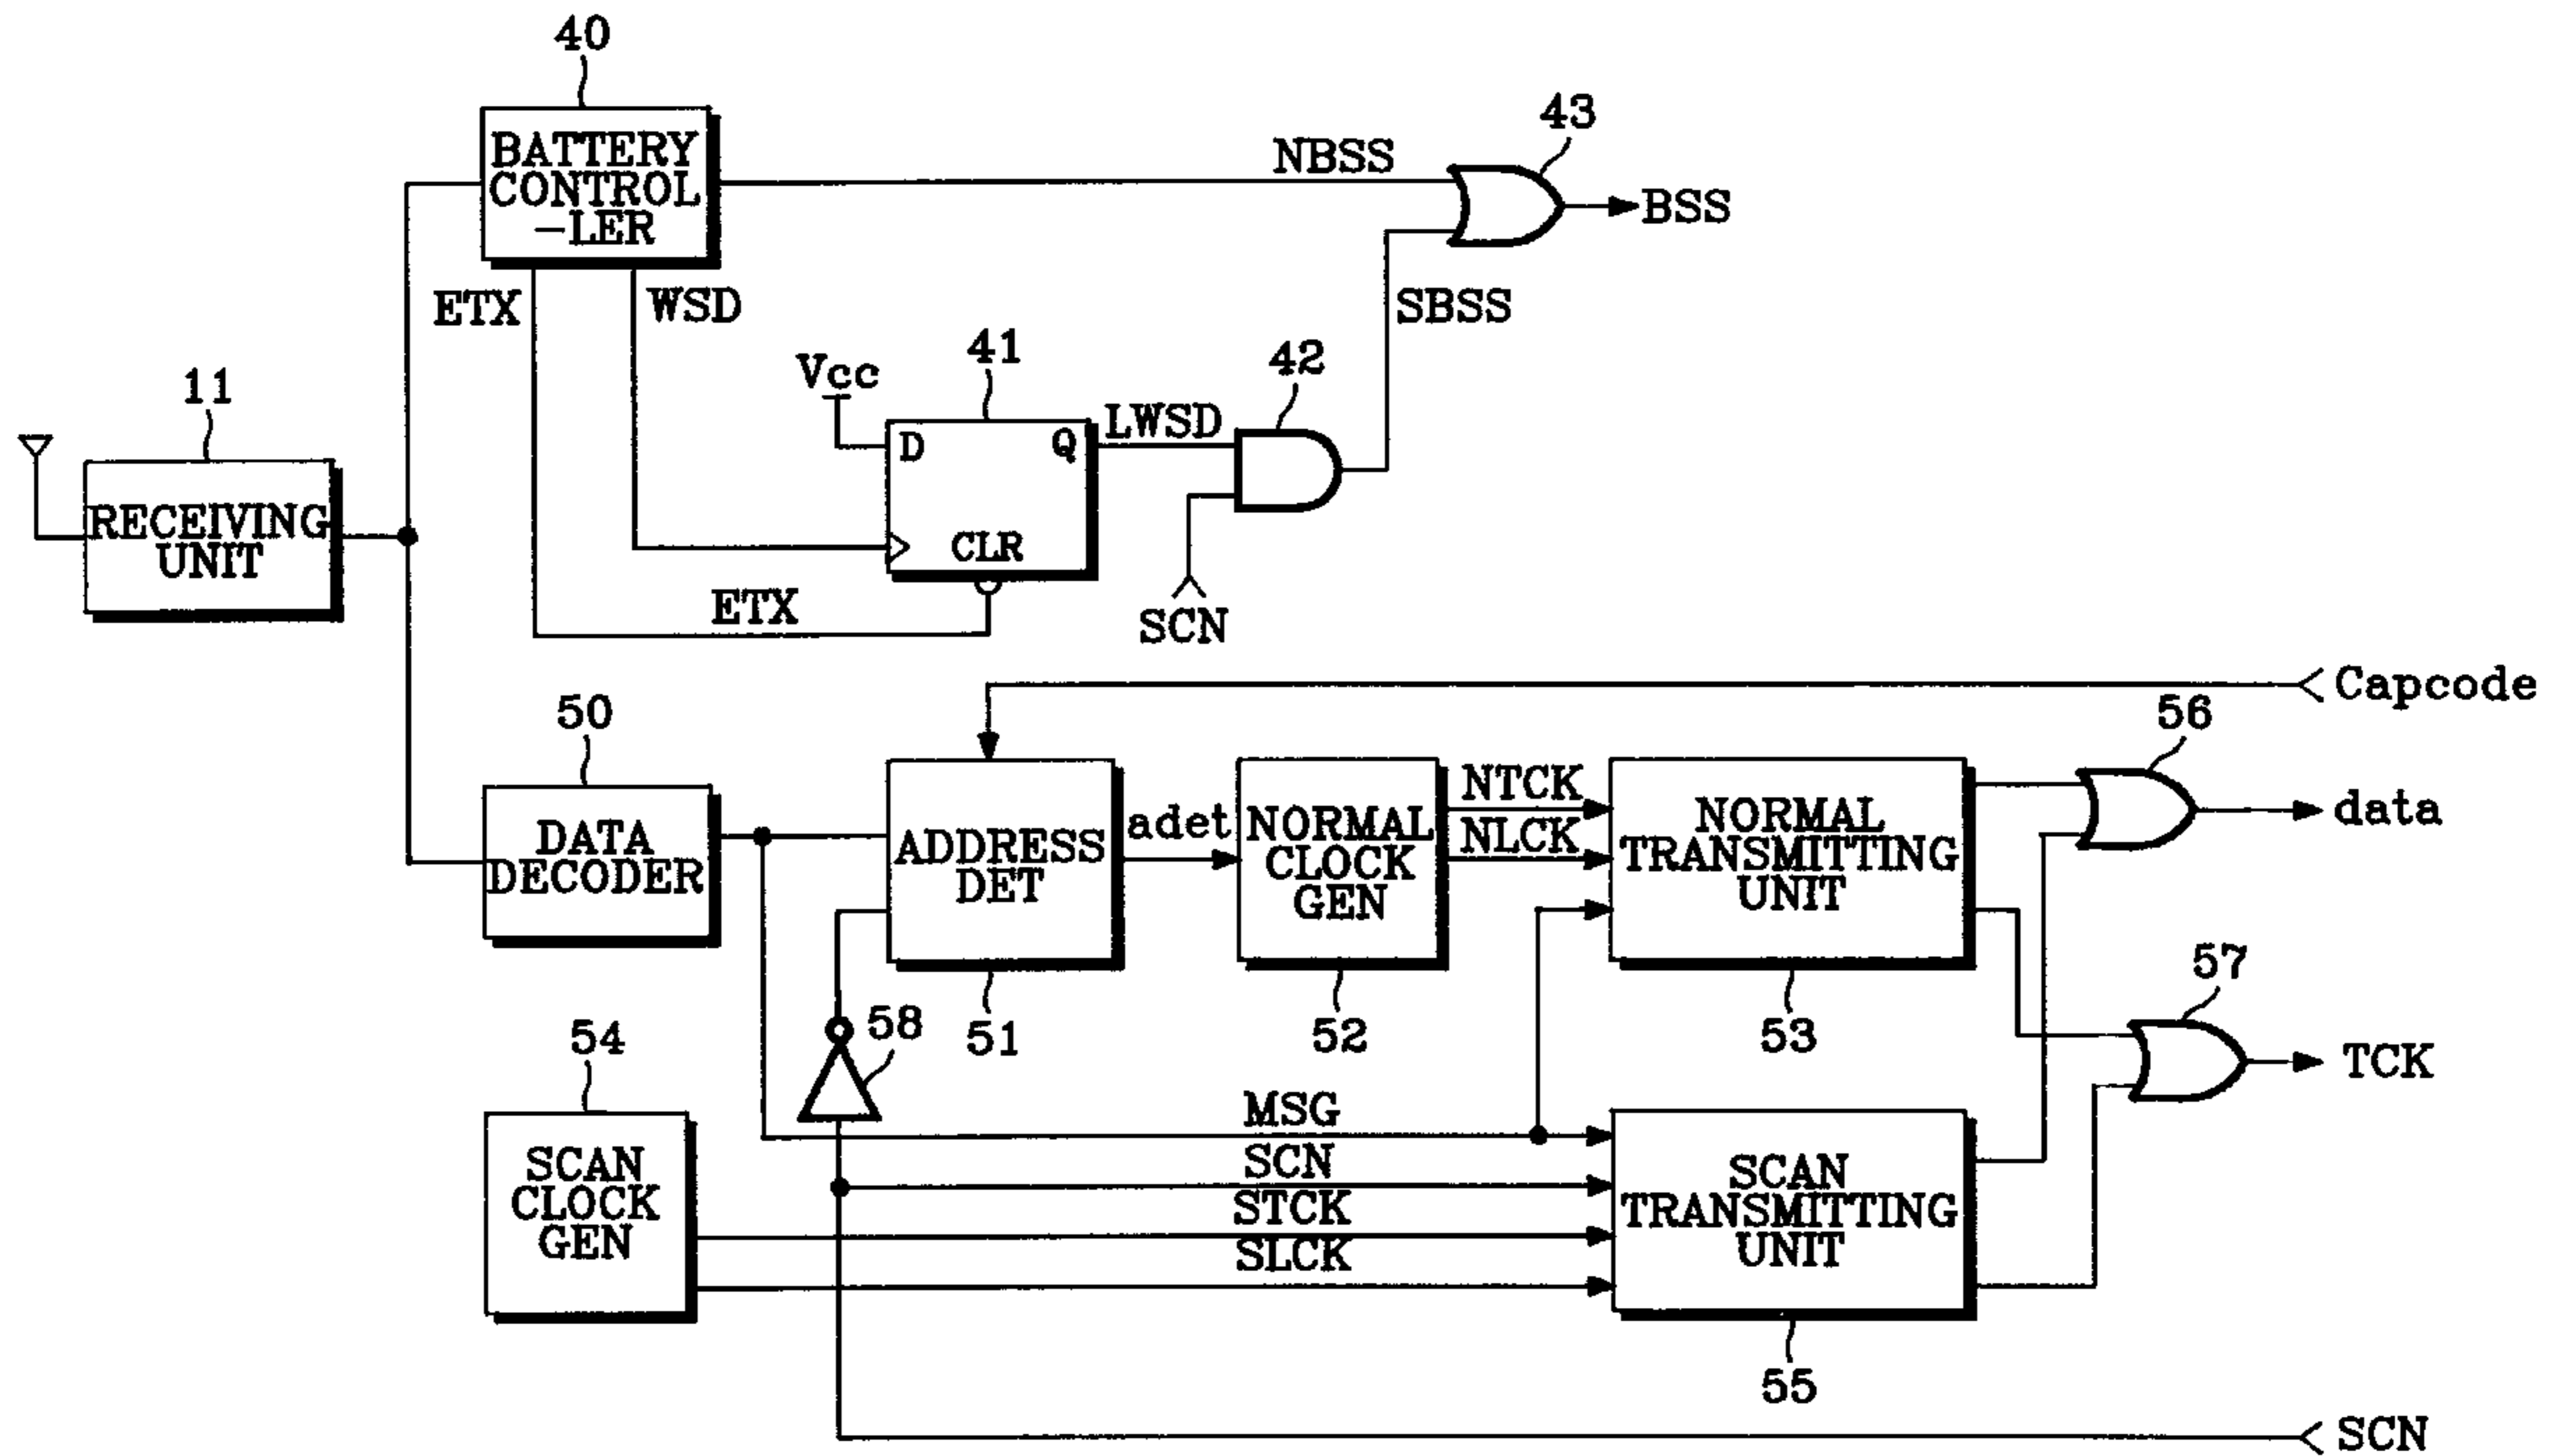 40
BATTERY
CONTROL
-LER
NBSS
43
BSS
ETX
WSD
SBSS
11
RECEIVING
UNIT
Vcc
41
D
Q
CLR
LWSD
42
ETX
SCN
Capcode
50
DATA
DECODER
ADDRESS
DET
51
adet
NORMAL
CLOCK
GEN
52
NTCK
NLCK
NORMAL
TRANSMITTING
UNIT
53
56
data
57
TCK
58
54
SCAN
CLOCK
GEN
MSG
SCN
STCK
SLCK
SCAN
TRANSMITTING
UNIT
55
SCN